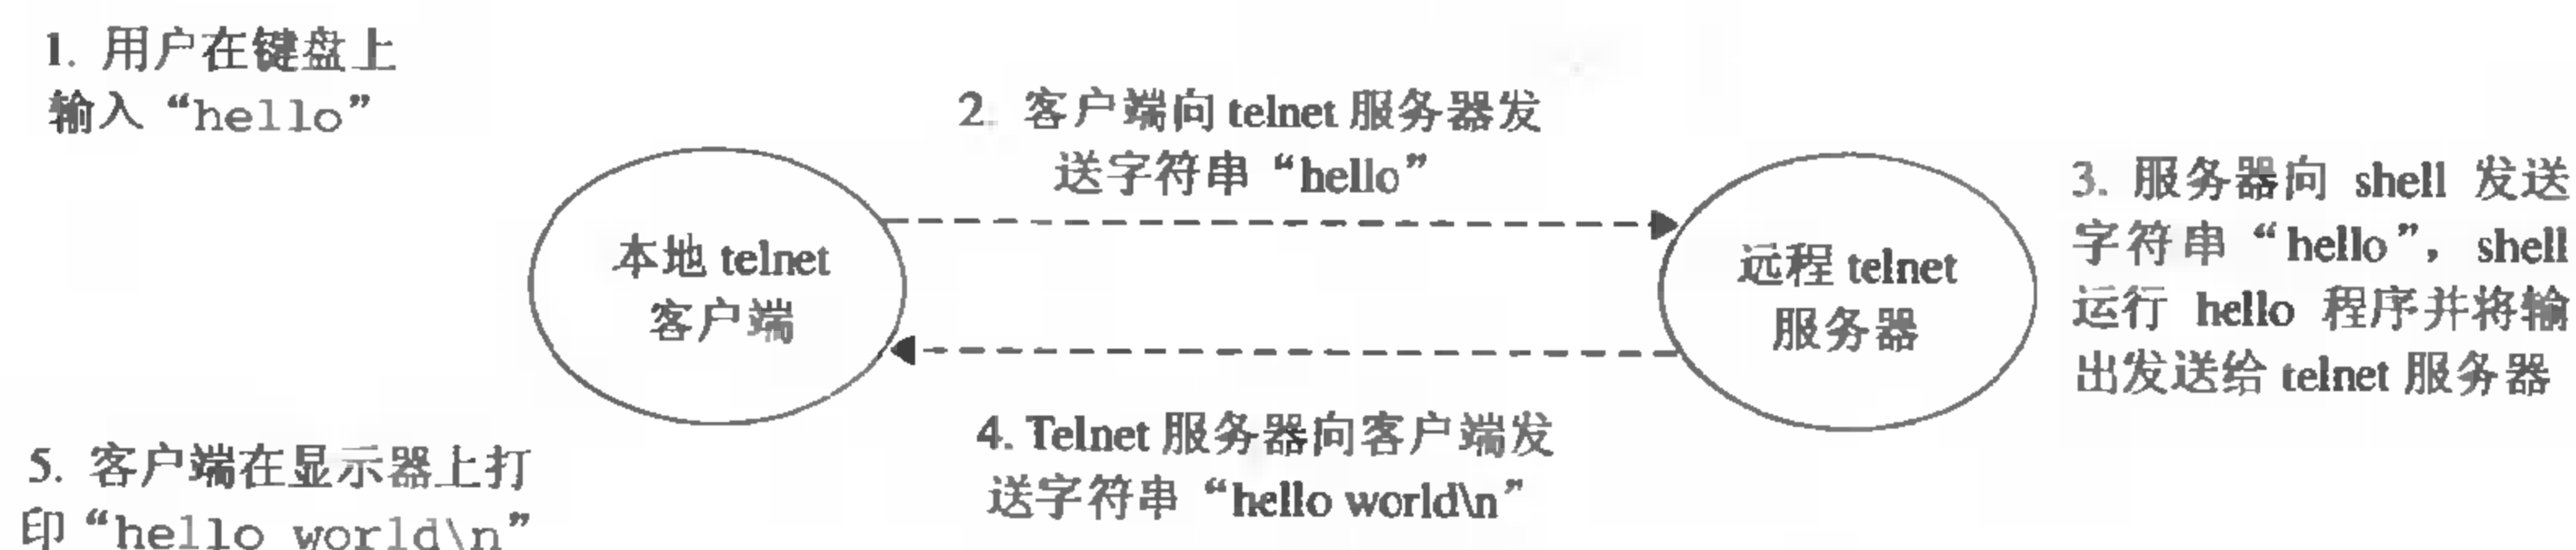 1. 用户在键盘上
输入“hello”
2. 客户端向 telnet 服务器发
送字符串“hello”
本地 telnet
客户端
远程 telnet
服务器
3. 服务器向 shell 发送
字符串“hello”，shell
运行 hello 程序并将输
出发送给 telnet 服务器
4. Telnet 服务器向客户端发
送字符串“hello world\n”
5. 客户端在显示器上打
印“hello world\n”